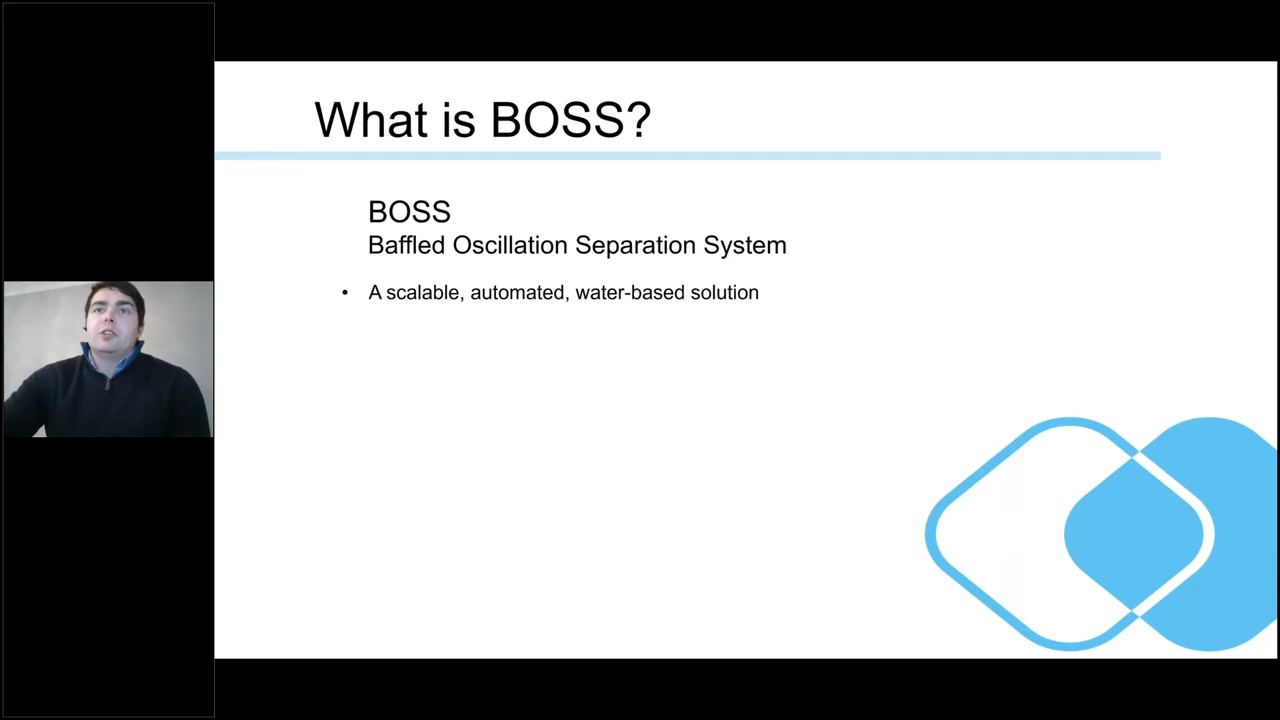 What is BOSS?
BOSS
Baffled Oscillation Separation System
• A scalable, automated, water-based solution